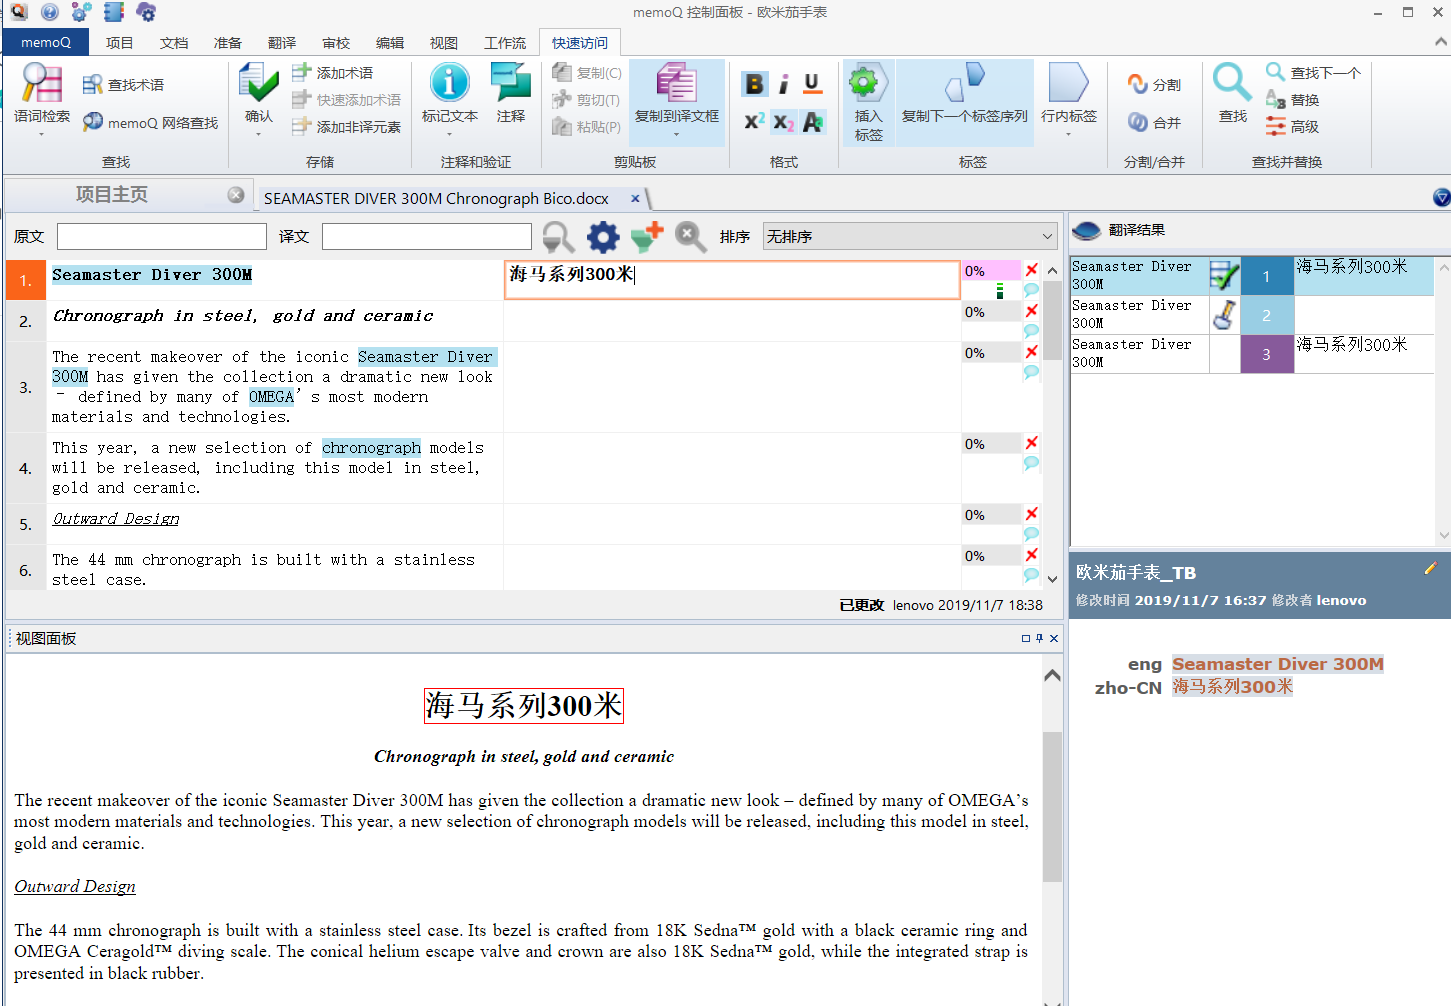 memoQ 控制面板 - 欧米茄手表
memoQ 项目 文档 准备 翻译 审校 编辑 视图 工作流 快速访问
语词检索
查找术语
memoQ 网络查找
查找
确认
添加术语
快速添加术语
添加非译元素
存储
标记文本
注释
注释和验证
复制(C)
剪切(T)
粘贴(P)
复制到译文框
剪贴板
B i U
x² x₂ A
格式
插入
标签
复制下一个标签序列
行内标签
标签
分割
合并
分割/合并
查找
查找下一个
替换
高级
查找并替换
项目主页
SEAMASTER DIVER 300M Chronograph Bico.docx
原文
译文
排序 无排序
1. Seamaster Diver 300M 海马系列300米 0%
2. Chronograph in steel, gold and ceramic 0%
3. The recent makeover of the iconic Seamaster Diver 0%
300M has given the collection a dramatic new look
– defined by many of OMEGA's most modern
materials and technologies.
4. This year, a new selection of chronograph models 0%
will be released, including this model in steel,
gold and ceramic.
5. Outward Design 0%
6. The 44 mm chronograph is built with a stainless 0%
steel case.
已更改 lenovo 2019/11/7 18:38
视图面板
海马系列300米
Chronograph in steel, gold and ceramic
The recent makeover of the iconic Seamaster Diver 300M has given the collection a dramatic new look – defined by many of OMEGA’s
most modern materials and technologies. This year, a new selection of chronograph models will be released, including this model in steel,
gold and ceramic.
Outward Design
The 44 mm chronograph is built with a stainless steel case. Its bezel is crafted from 18K Sedna™ gold with a black ceramic ring and
OMEGA Ceragold™ diving scale. The conical helium escape valve and crown are also 18K Sedna™ gold, while the integrated strap is
presented in black rubber.
翻译结果
Seamaster Diver
300M
1 海马系列300米
Seamaster Diver
300M
2
Seamaster Diver
300M
3 海马系列300米
欧米茄手表_TB
修改时间 2019/11/7 16:37 修改者 lenovo
eng Seamaster Diver 300M
zho-CN 海马系列300米